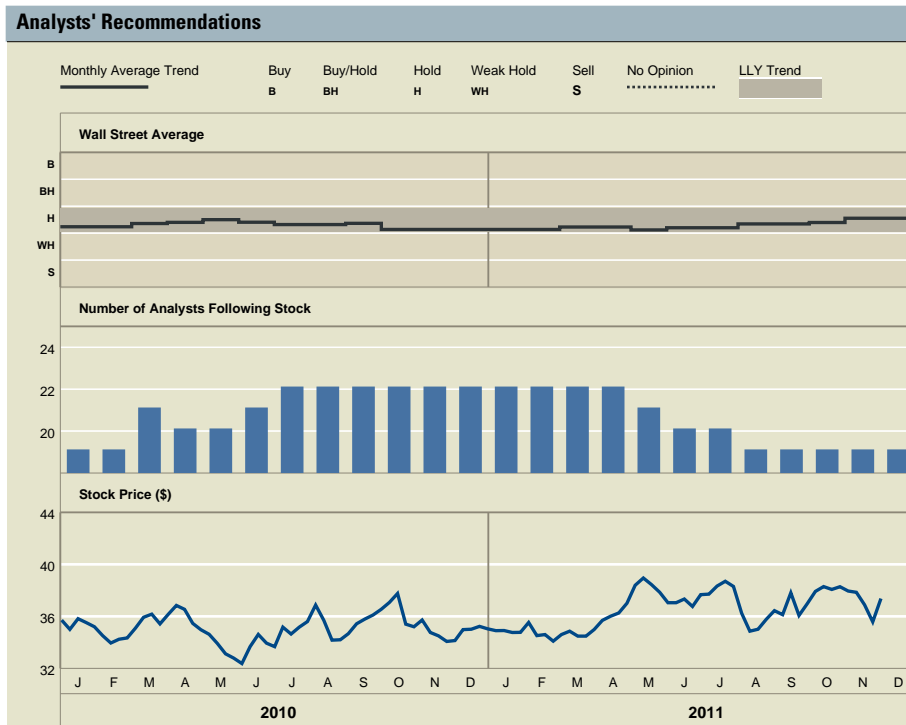 Analysts' Recommendations
Monthly Average Trend Buy Buy/Hold Hold Weak Hold Sell No Opinion LLY Trend
B BH H WH S
Wall Street Average
B
BH
H
WH
S
Number of Analysts Following Stock
24
22
20
Stock Price ($)
44
40
36
32
J F M A M J J A S O N D J F M A M J J A S O N D
2010 2011